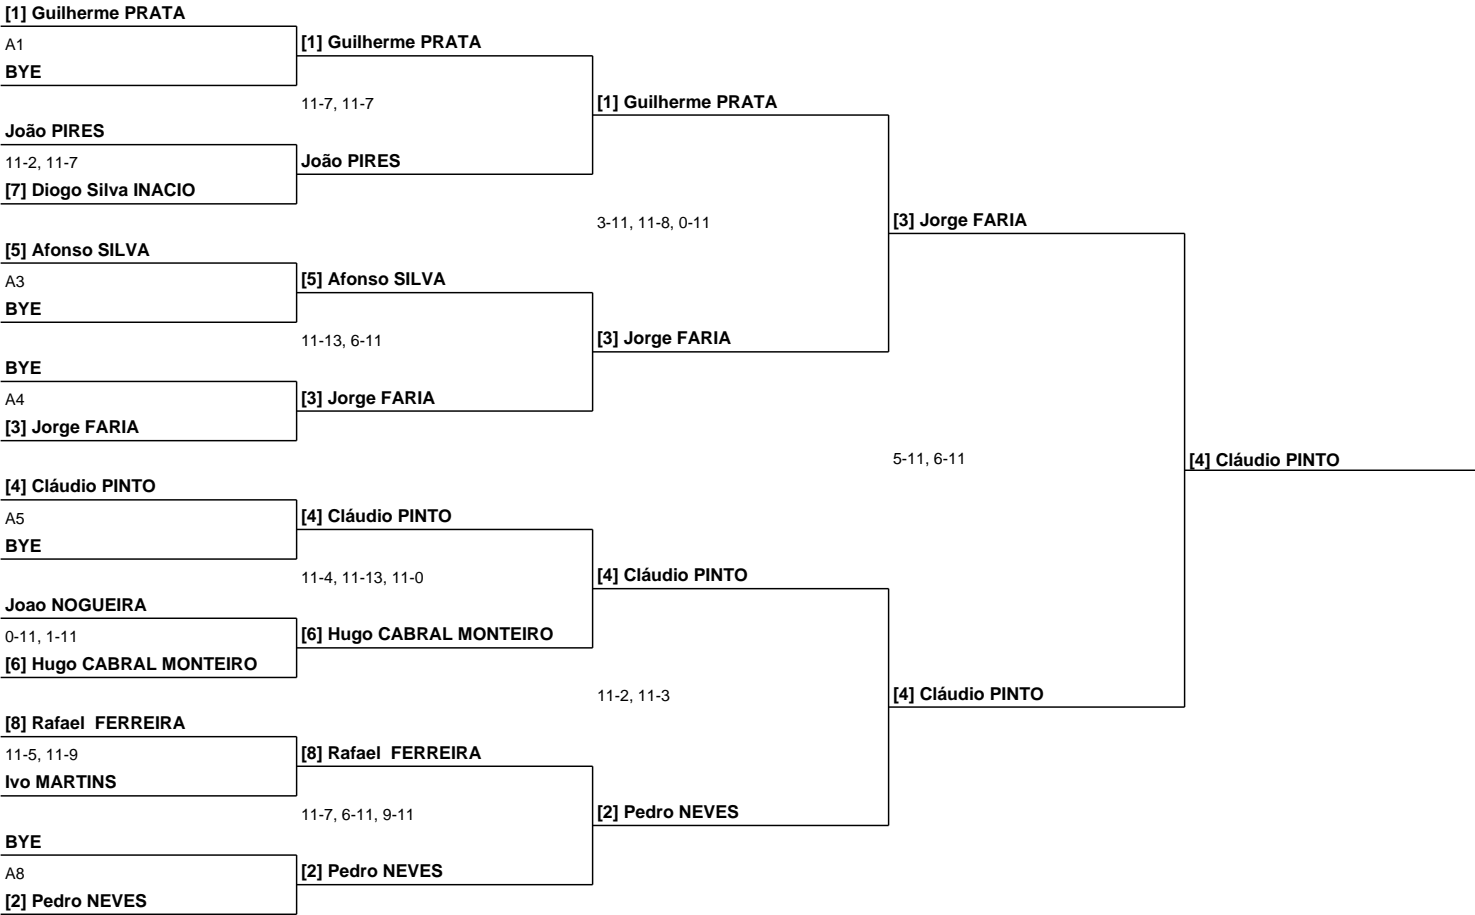 [1] Guilherme PRATA
A1
BYE
[1] Guilherme PRATA
11-7, 11-7
João PIRES
11-2, 11-7
[7] Diogo Silva INACIO
João PIRES
[1] Guilherme PRATA
3-11, 11-8, 0-11
[5] Afonso SILVA
A3
BYE
[5] Afonso SILVA
11-13, 6-11
BYE
A4
[3] Jorge FARIA
[3] Jorge FARIA
[3] Jorge FARIA
[3] Jorge FARIA
5-11, 6-11
[4] Cláudio PINTO
[4] Cláudio PINTO
A5
BYE
[4] Cláudio PINTO
11-4, 11-13, 11-0
Joao NOGUEIRA
0-11, 1-11
[6] Hugo CABRAL MONTEIRO
[6] Hugo CABRAL MONTEIRO
[4] Cláudio PINTO
11-2, 11-3
[4] Cláudio PINTO
[8] Rafael  FERREIRA
11-5, 11-9
Ivo MARTINS
[8] Rafael  FERREIRA
11-7, 6-11, 9-11
BYE
A8
[2] Pedro NEVES
[2] Pedro NEVES
[2] Pedro NEVES